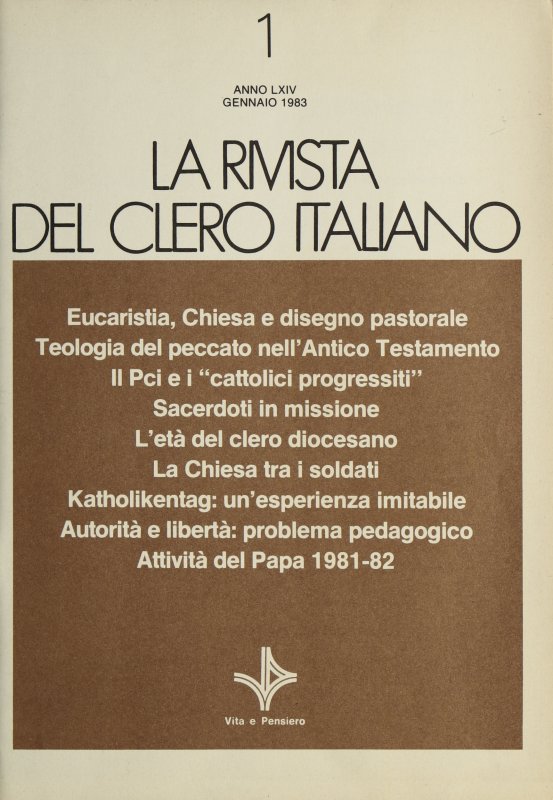 1
ANNO LXIV
GENNAIO 1983
LA RIVISTA
DEL CLERO ITALIANO
Eucaristia, Chiesa e disegno pastorale
Teologia del peccato nell'Antico Testamento
Il Pci e i “cattolici progressiti”
Sacerdoti in missione
L'età del clero diocesano
La Chiesa tra i soldati
Katholikentag: un'esperienza imitabile
Autorità e libertà: problema pedagogico
Attività del Papa 1981-82
Vita e Pensiero